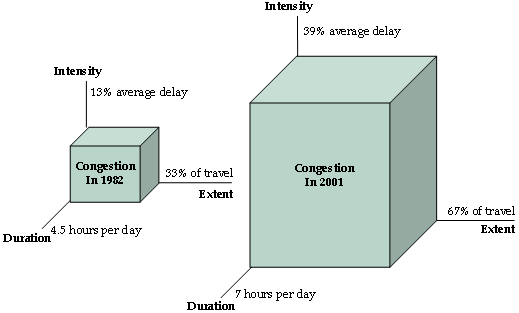 Intensity
13% average delay
Congestion
In 1982
33% of travel
Extent
4.5 hours per day
Duration
Intensity
39% average delay
Congestion
In 2001
67% of travel
Extent
7 hours per day
Duration